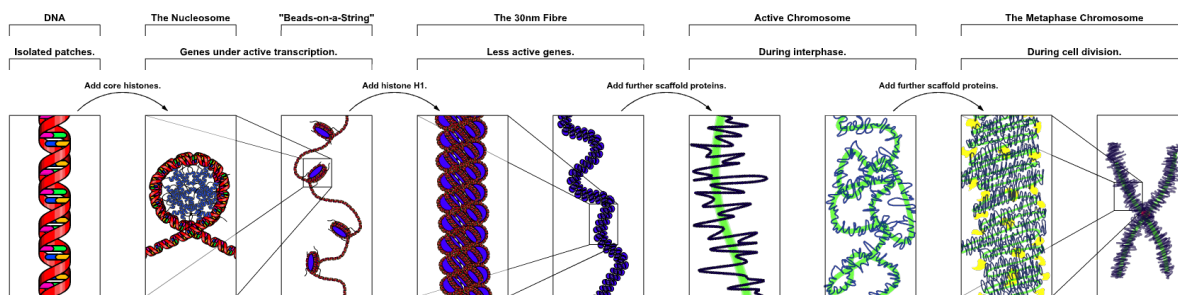 DNA
The Nucleosome
"Beads-on-a-String"
The 30nm Fibre
Active Chromosome
The Metaphase Chromosome
Isolated patches.
Genes under active transcription.
Less active genes.
During interphase.
During cell division.
Add core histones.
Add histone H1.
Add further scaffold proteins.
Add further scaffold proteins.